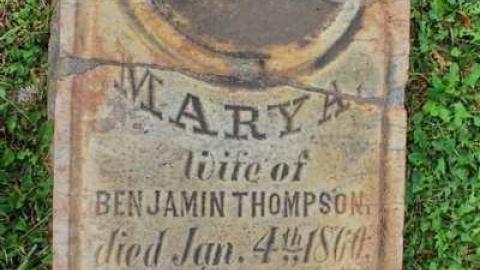 MARY A.
Wife of
BENJAMIN THOMPSON.
died Jan. 4th, 1860.